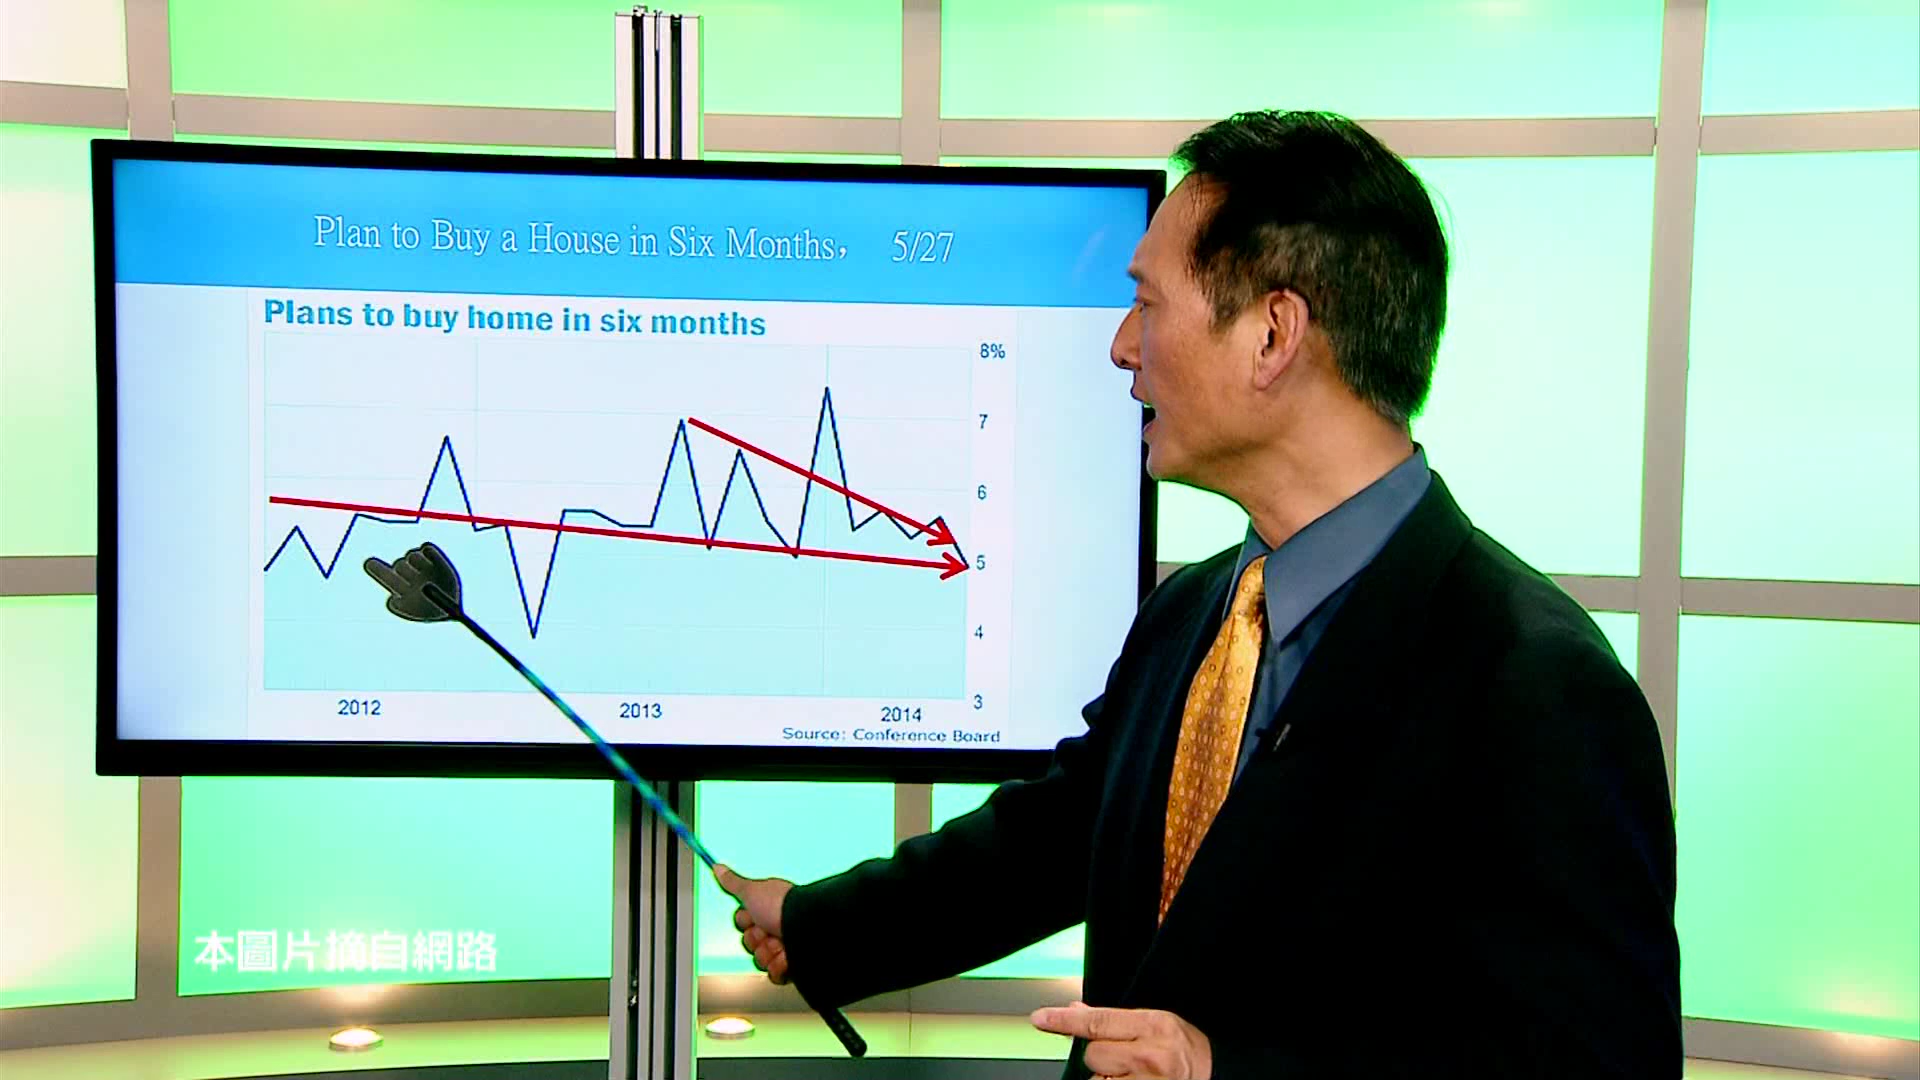 Plan to Buy a House in Six Months, 5/27
Plans to buy home in six months
8%
7
6
5
4
3
2012 2013 2014
Source: Conference Board
本圖片摘自網路